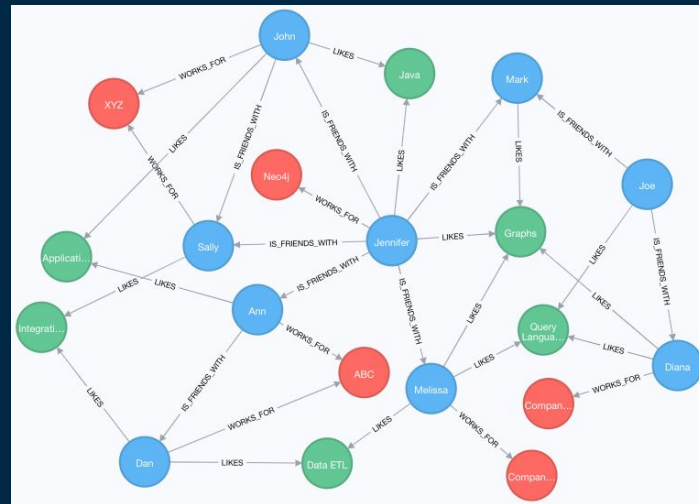 John
Mark
WORKS_FOR
LIKES
Java
IS_FRIENDS_WITH
XYZ
LIKES
IS_FRIENDS_WITH
IS_FRIENDS_WITH
LIKES
IS_FRIENDS_WITH
LIKES
WORKS_FOR
Neo4j
Joe
WORKS_FOR
Sally
IS_FRIENDS_WITH
Jennifer
LIKES
Graphs
IS_FRIENDS_WITH
Applicati…
LIKES
LIKES
IS_FRIENDS_WITH
IS_FRIENDS_WITH
LIKES
LIKES
LIKES
Integrati…
Ann
Query
Langua…
WORKS_FOR
LIKES
LIKES
Diana
ABC
Melissa
WORKS_FOR
IS_FRIENDS_WITH
LIKES
Compan…
WORKS_FOR
LIKES
WORKS_FOR
Dan
LIKES
Data ETL
Compan…